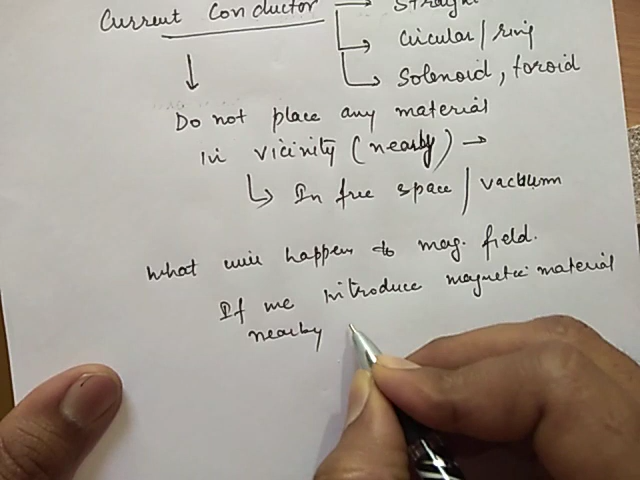 Current Conductor → Straight
→ Circular / ring
→ Solenoid, toroid
↓
Do not place any material
in vicinity (nearby) →
↳ In free space / vacuum
What will happen to mag. field.
If we introduce magnetic material
nearby